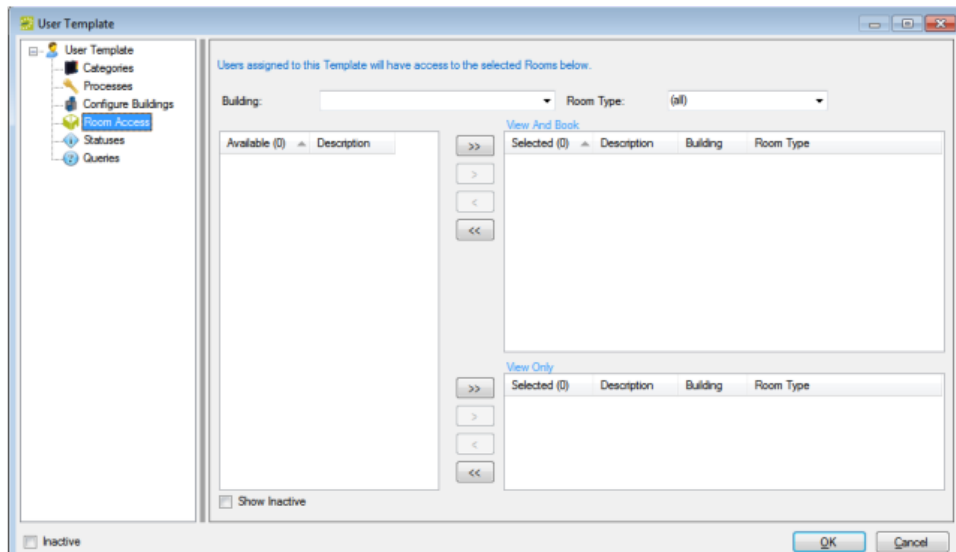 User Template
User Template
Categories
Processes
Configure Buildings
Room Access
Statuses
Queries
Users assigned to this Template will have access to the selected Rooms below.
Building: Room Type: (all)
View And Book
Available (0) Description
>> Selected (0) Description Building Room Type
>
<
<<
View Only
>> Selected (0) Description Building Room Type
>
<
<<
Show Inactive
Inactive OK Cancel